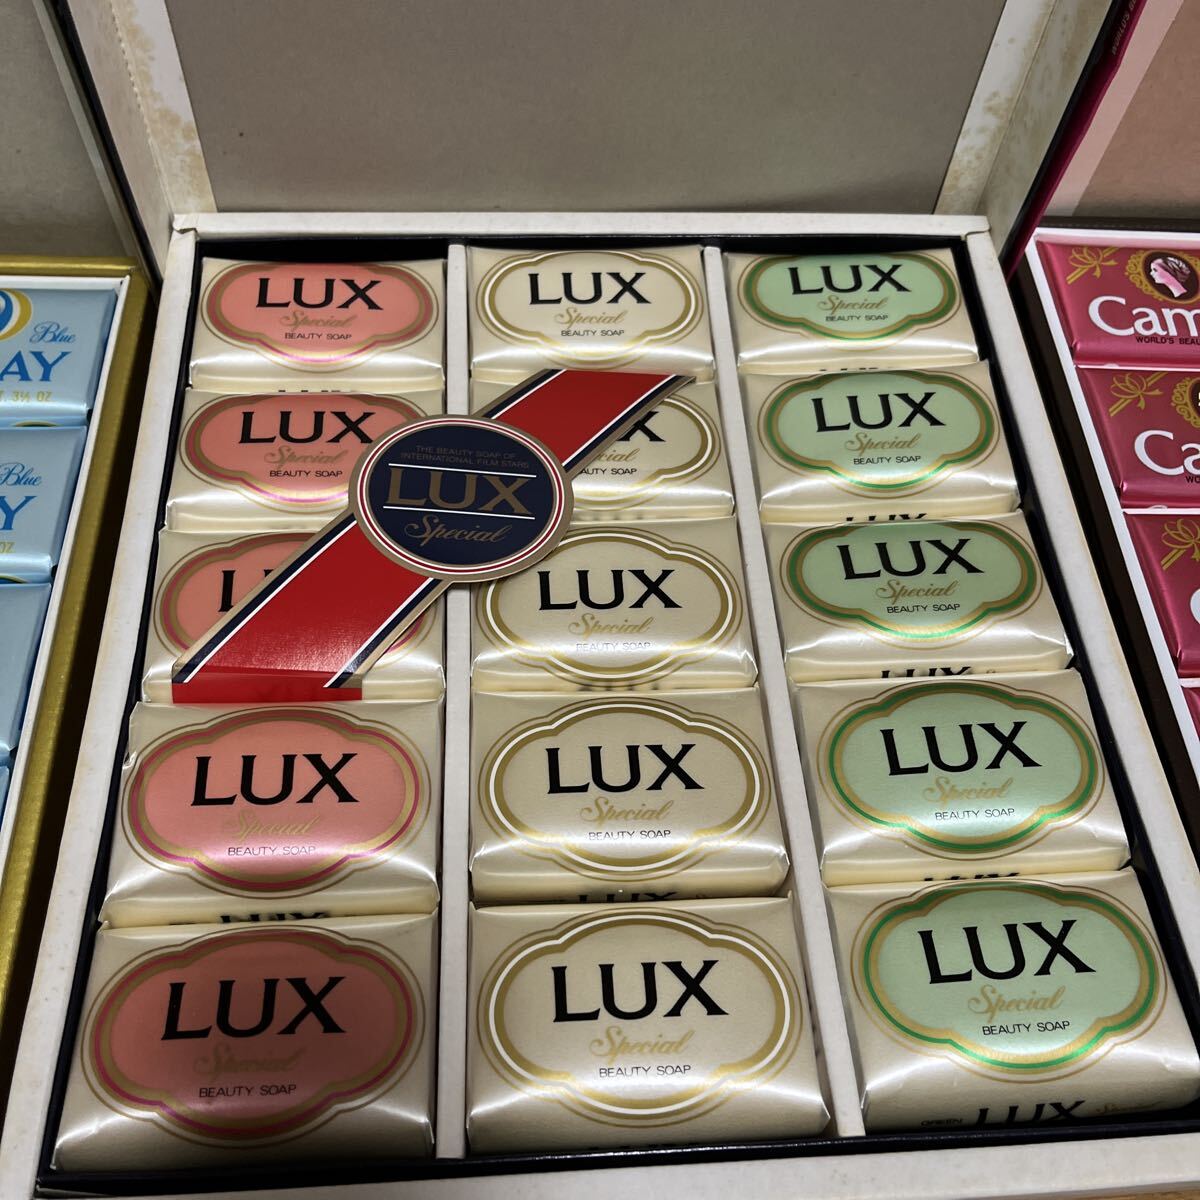 LUX
Special
BEAUTY SOAP
LUX
Special
BEAUTY SOAP
LUX
Special
BEAUTY SOAP
LUX
Special
BEAUTY SOAP
THE BEAUTY SOAP OF
INTERNATIONAL FILM STARS
LUX
Special
BEAUTY SOAP
LUX
Special
BEAUTY SOAP
LUX
Special
BEAUTY SOAP
LUX
Special
BEAUTY SOAP
LUX
Special
BEAUTY SOAP
LUX
Special
BEAUTY SOAP
LUX
Special
BEAUTY SOAP
LUX
Special
BEAUTY SOAP
LUX
Special
BEAUTY SOAP
LUX
Special
BEAUTY SOAP
GREEN LUX Special
Blue
AY
3½ OZ
Blue
Y
OZ
Cam
WORLD'S BEAU
Ca
WO